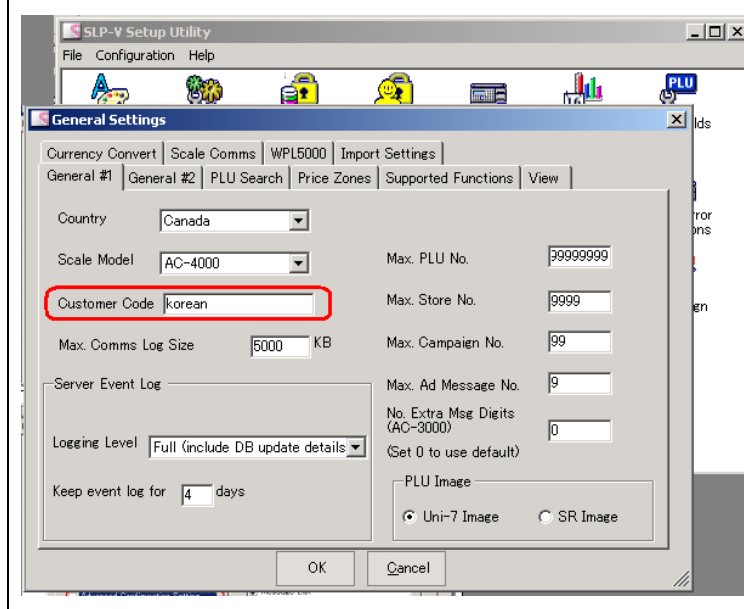 SLP-V Setup Utility
File Configuration Help
PLU
16
General Settings
lds
Currency Convert Scale Comms WPL5000 Import Settings
General #1 General #2 PLU Search Price Zones Supported Functions View
Country Canada
Scale Model AC-4000
Customer Code korean
Max. Comms Log Size 5000 KB
Server Event Log
Logging Level Full (include DB update details
Keep event log for 4 days
Max. PLU No. 99999999
Max. Store No. 9999
Max. Campaign No. 99
Max. Ad Message No. 9
No. Extra Msg Digits
(AC-3000) 0
(Set 0 to use default)
PLU Image
Uni-7 Image SR Image
ror
ons
gn
OK Cancel